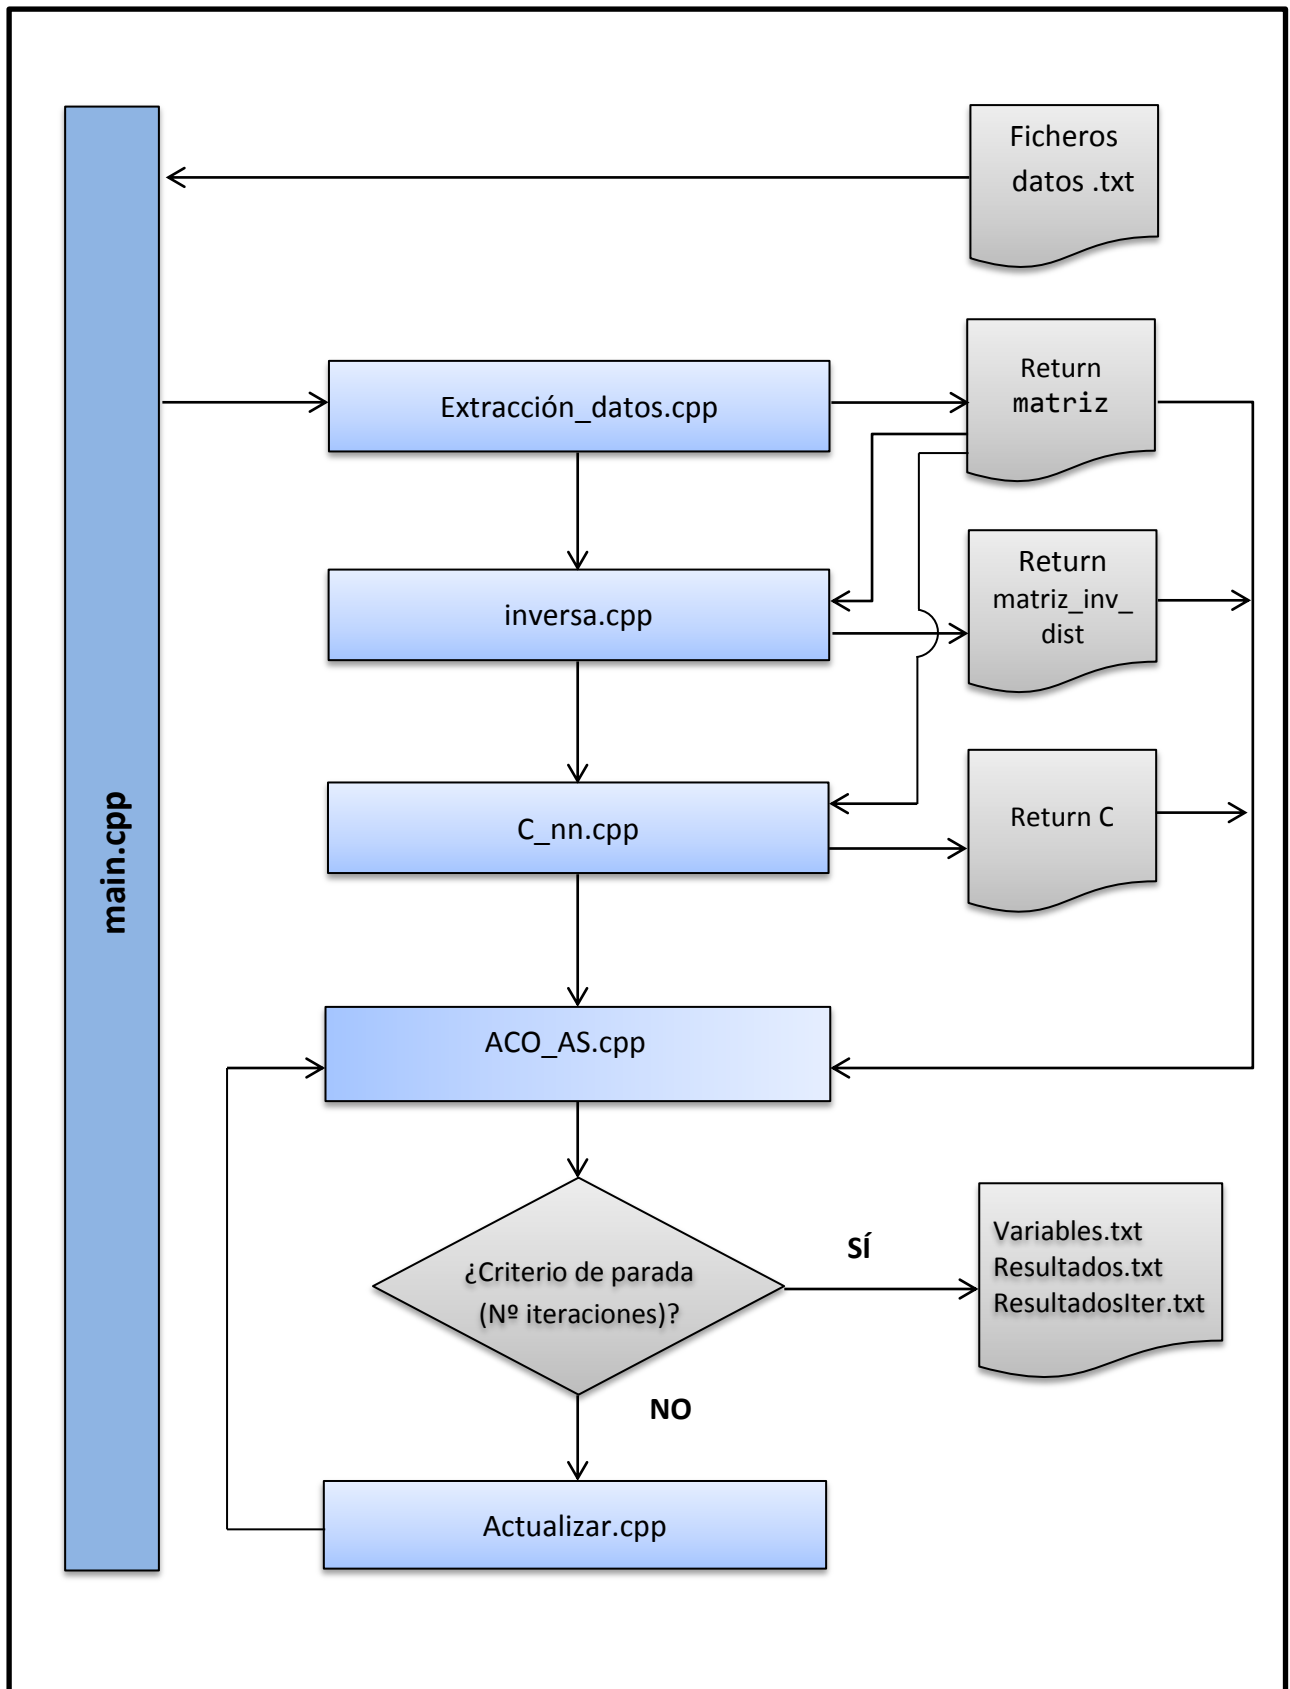 Ficheros
datos .txt
Return
matriz
Extracción_datos.cpp
Return
matriz_inv_
dist
inversa.cpp
main.cpp
C_nn.cpp
Return C
ACO_AS.cpp
¿Criterio de parada
(Nº iteraciones)?
SÍ
Variables.txt
Resultados.txt
ResultadosIter.txt
NO
Actualizar.cpp